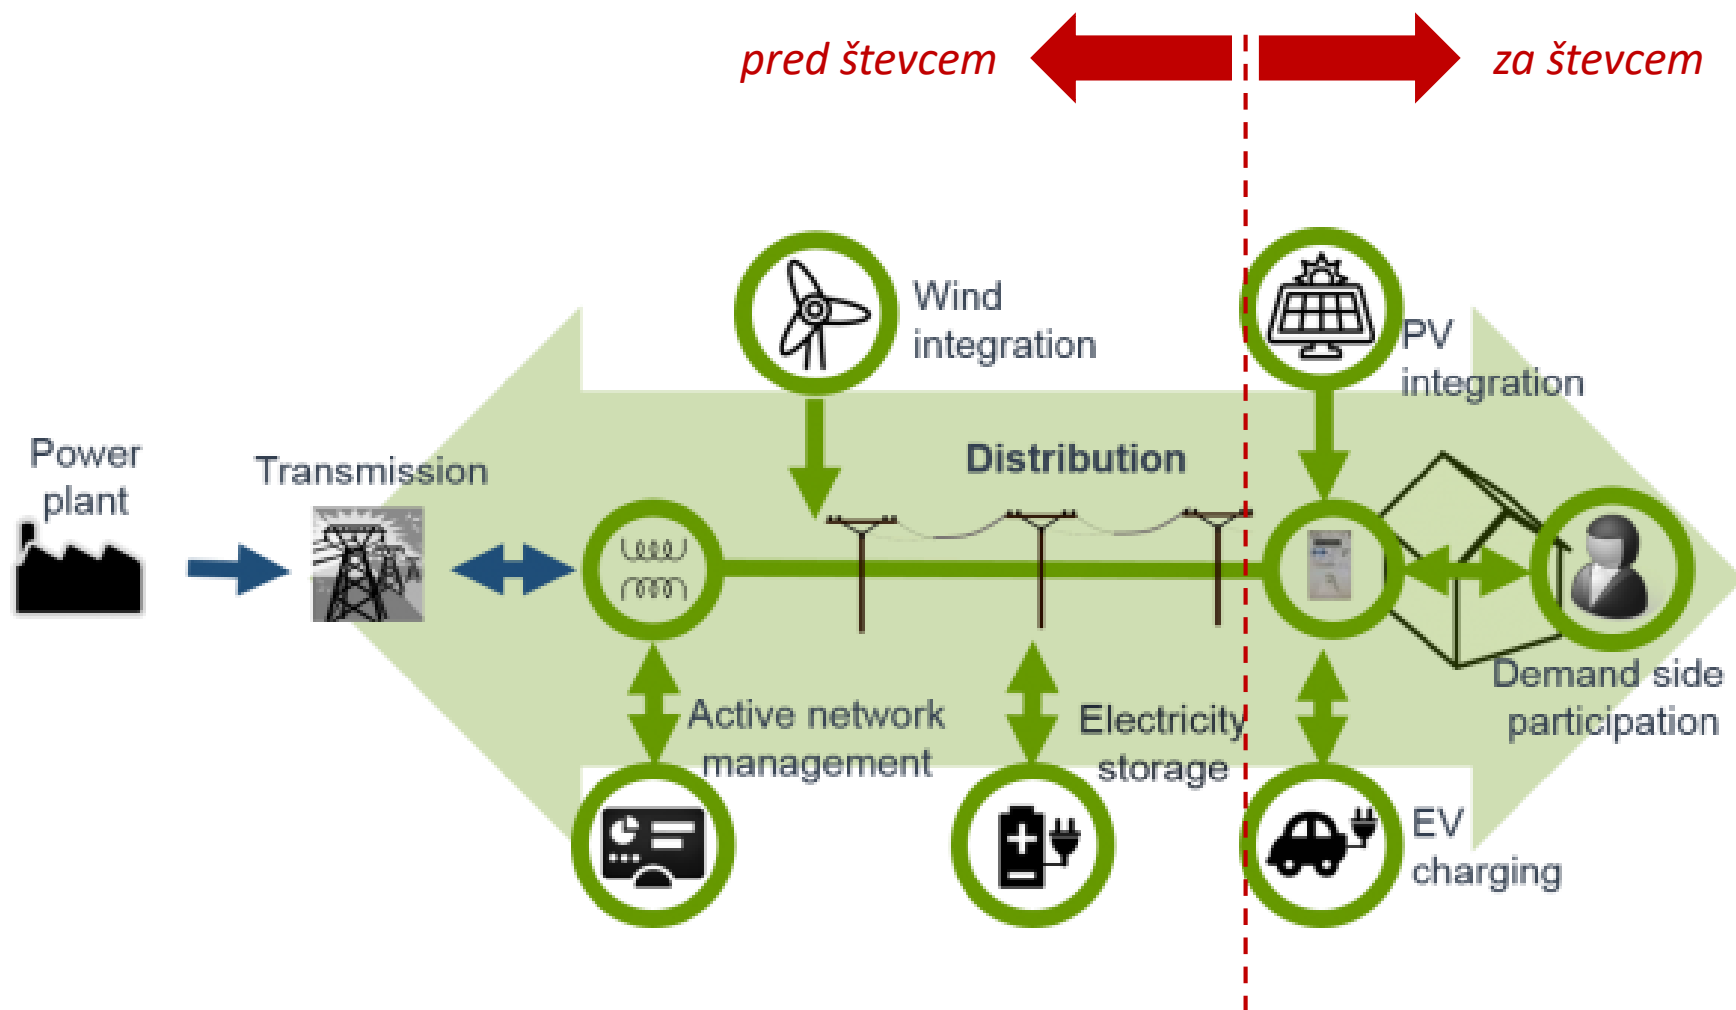 pred števcem
za števcem
Wind
integration
PV
integration
Power
plant
Transmission
Distribution
Demand side
participation
Active network
management
Electricity
storage
EV
charging